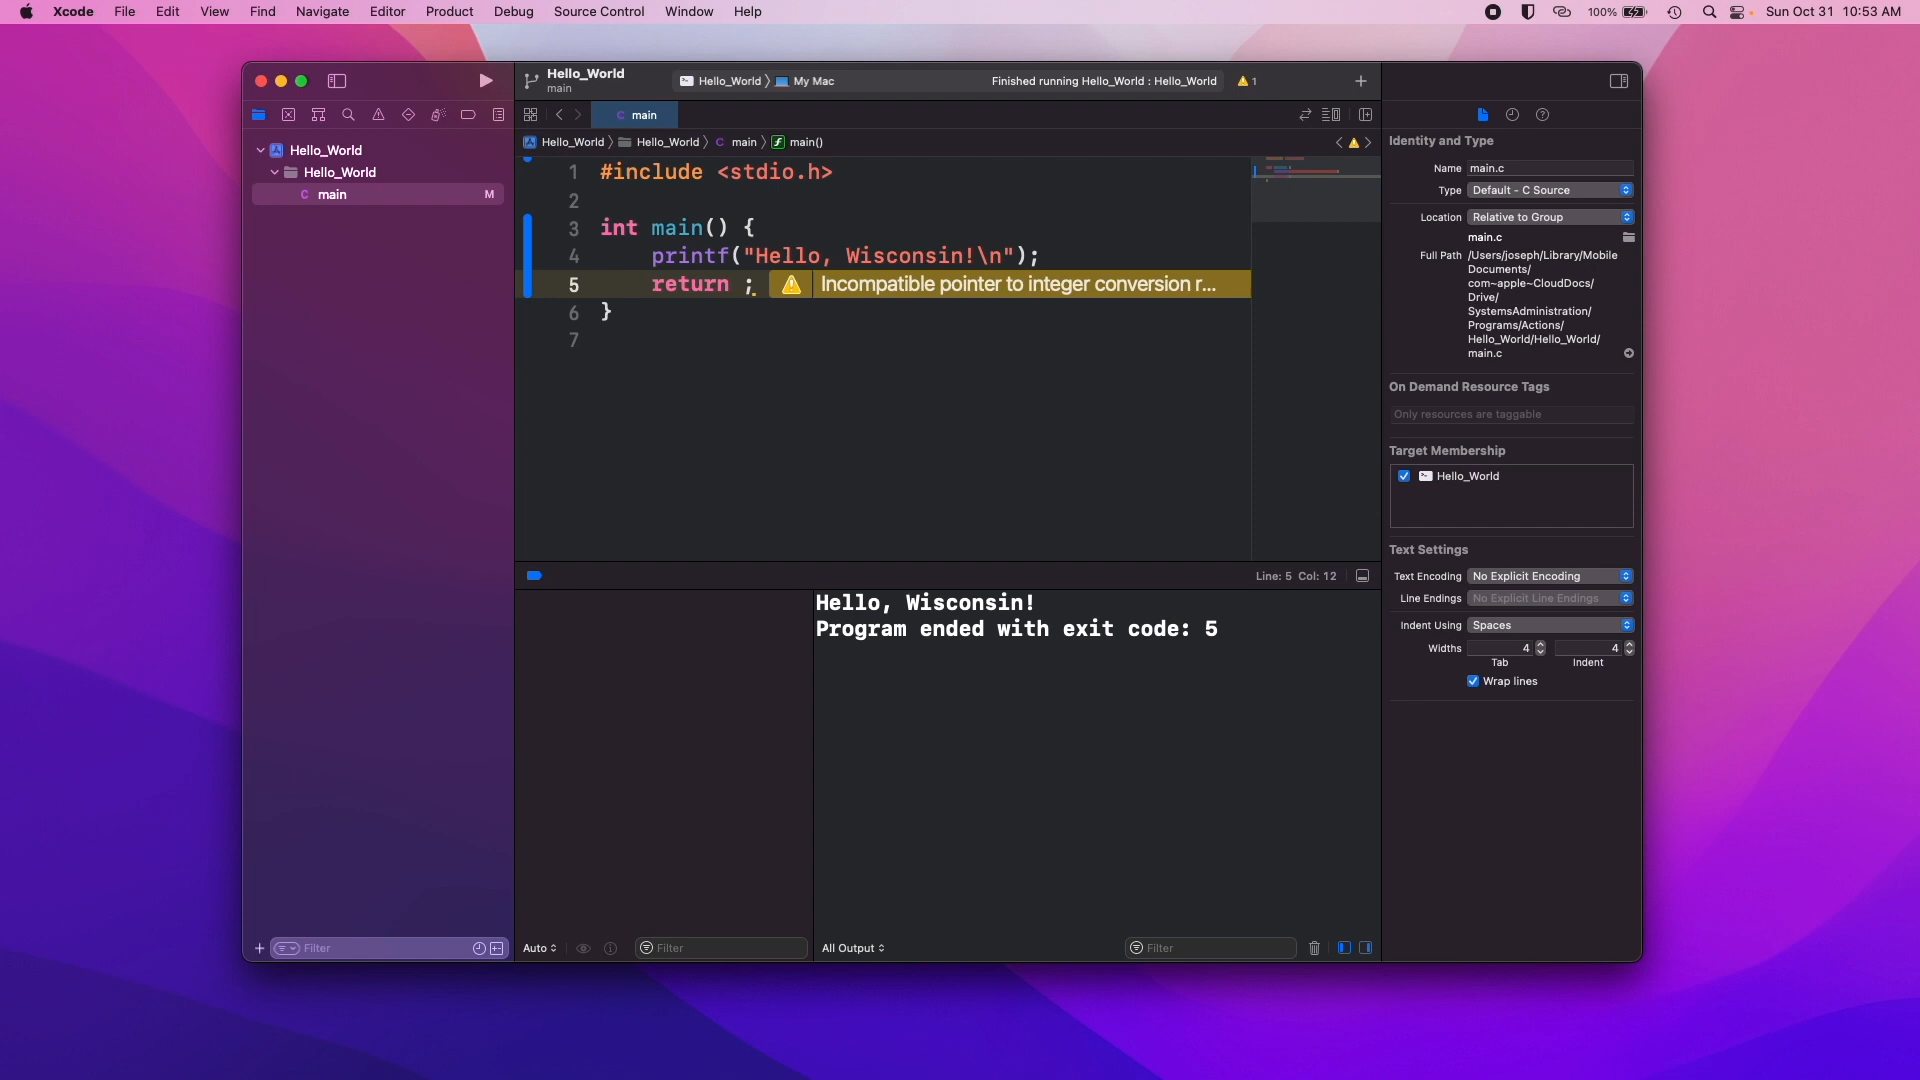 Xcode File Edit View Find Navigate Editor Product Debug Source Control Window Help
100% Sun Oct 31 10:53 AM
Hello_World
main
Hello_World My Mac
Finished running Hello_World : Hello_World
1
main
Hello_World
Hello_World
main M
Hello_World Hello_World C main main()
1 #include <stdio.h>
2
3 int main() {
4 printf("Hello, Wisconsin!\n");
5 return ; Incompatible pointer to integer conversion r...
6 }
7
Line: 5 Col: 12
Hello, Wisconsin!
Program ended with exit code: 5
Filter
Auto
Filter
All Output
Filter
Identity and Type
Name main.c
Type Default - C Source
Location Relative to Group
main.c
Full Path /Users/joseph/Library/Mobile
Documents/
com~apple~CloudDocs/
Drive/
SystemsAdministration/
Programs/Actions/
Hello_World/Hello_World/
main.c
On Demand Resource Tags
Only resources are taggable
Target Membership
Hello_World
Text Settings
Text Encoding No Explicit Encoding
Line Endings No Explicit Line Endings
Indent Using Spaces
Widths 4 4
Tab Indent
Wrap lines